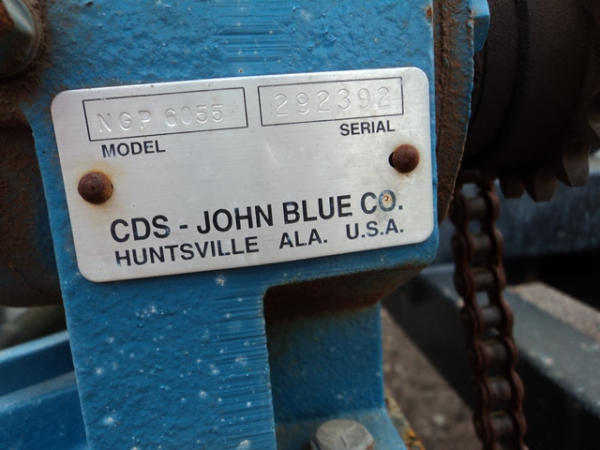 NGP 6055 292392
MODEL SERIAL
CDS - JOHN BLUE CO.
HUNTSVILLE ALA. U.S.A.